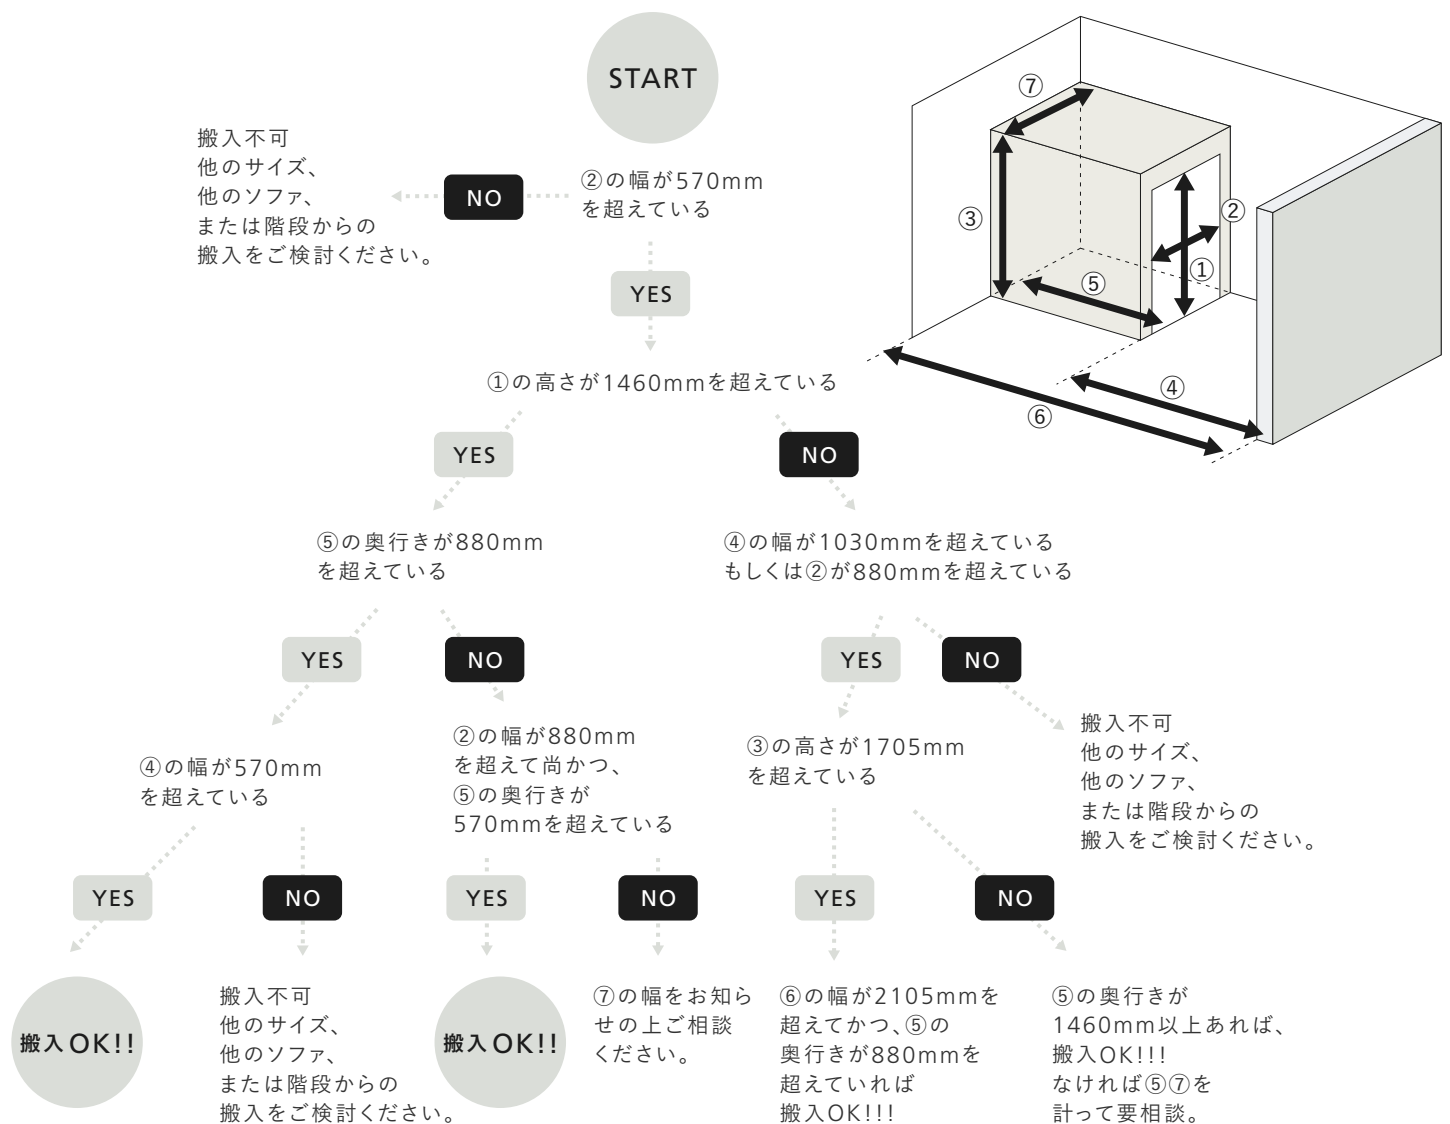 START
搬入不可
他のサイズ、
他のソファ、
または階段からの
搬入をご検討ください。
NO
②の幅が570mm
を超えている
YES
①の高さが1460mmを超えている
YES
NO
⑤の奥行きが880mm
を超えている
④の幅が1030mmを超えている
もしくは②が880mmを超えている
YES
NO
YES
NO
④の幅が570mm
を超えている
②の幅が880mm
を超えて尚かつ、
⑤の奥行きが
570mmを超えている
③の高さが1705mm
を超えている
搬入不可
他のサイズ、
他のソファ、
または階段からの
搬入をご検討ください。
YES
NO
YES
NO
YES
NO
搬入OK!!
搬入不可
他のサイズ、
他のソファ、
または階段からの
搬入をご検討ください。
搬入OK!!
⑦の幅をお知ら
せの上ご相談
ください。
⑥の幅が2105mmを
超えてかつ、⑤の
奥行きが880mmを
超えていれば
搬入OK!!!
⑤の奥行きが
1460mm以上あれば、
搬入OK!!!
なければ⑤⑦を
計って要相談。
⑦
③
②
①
⑤
④
⑥